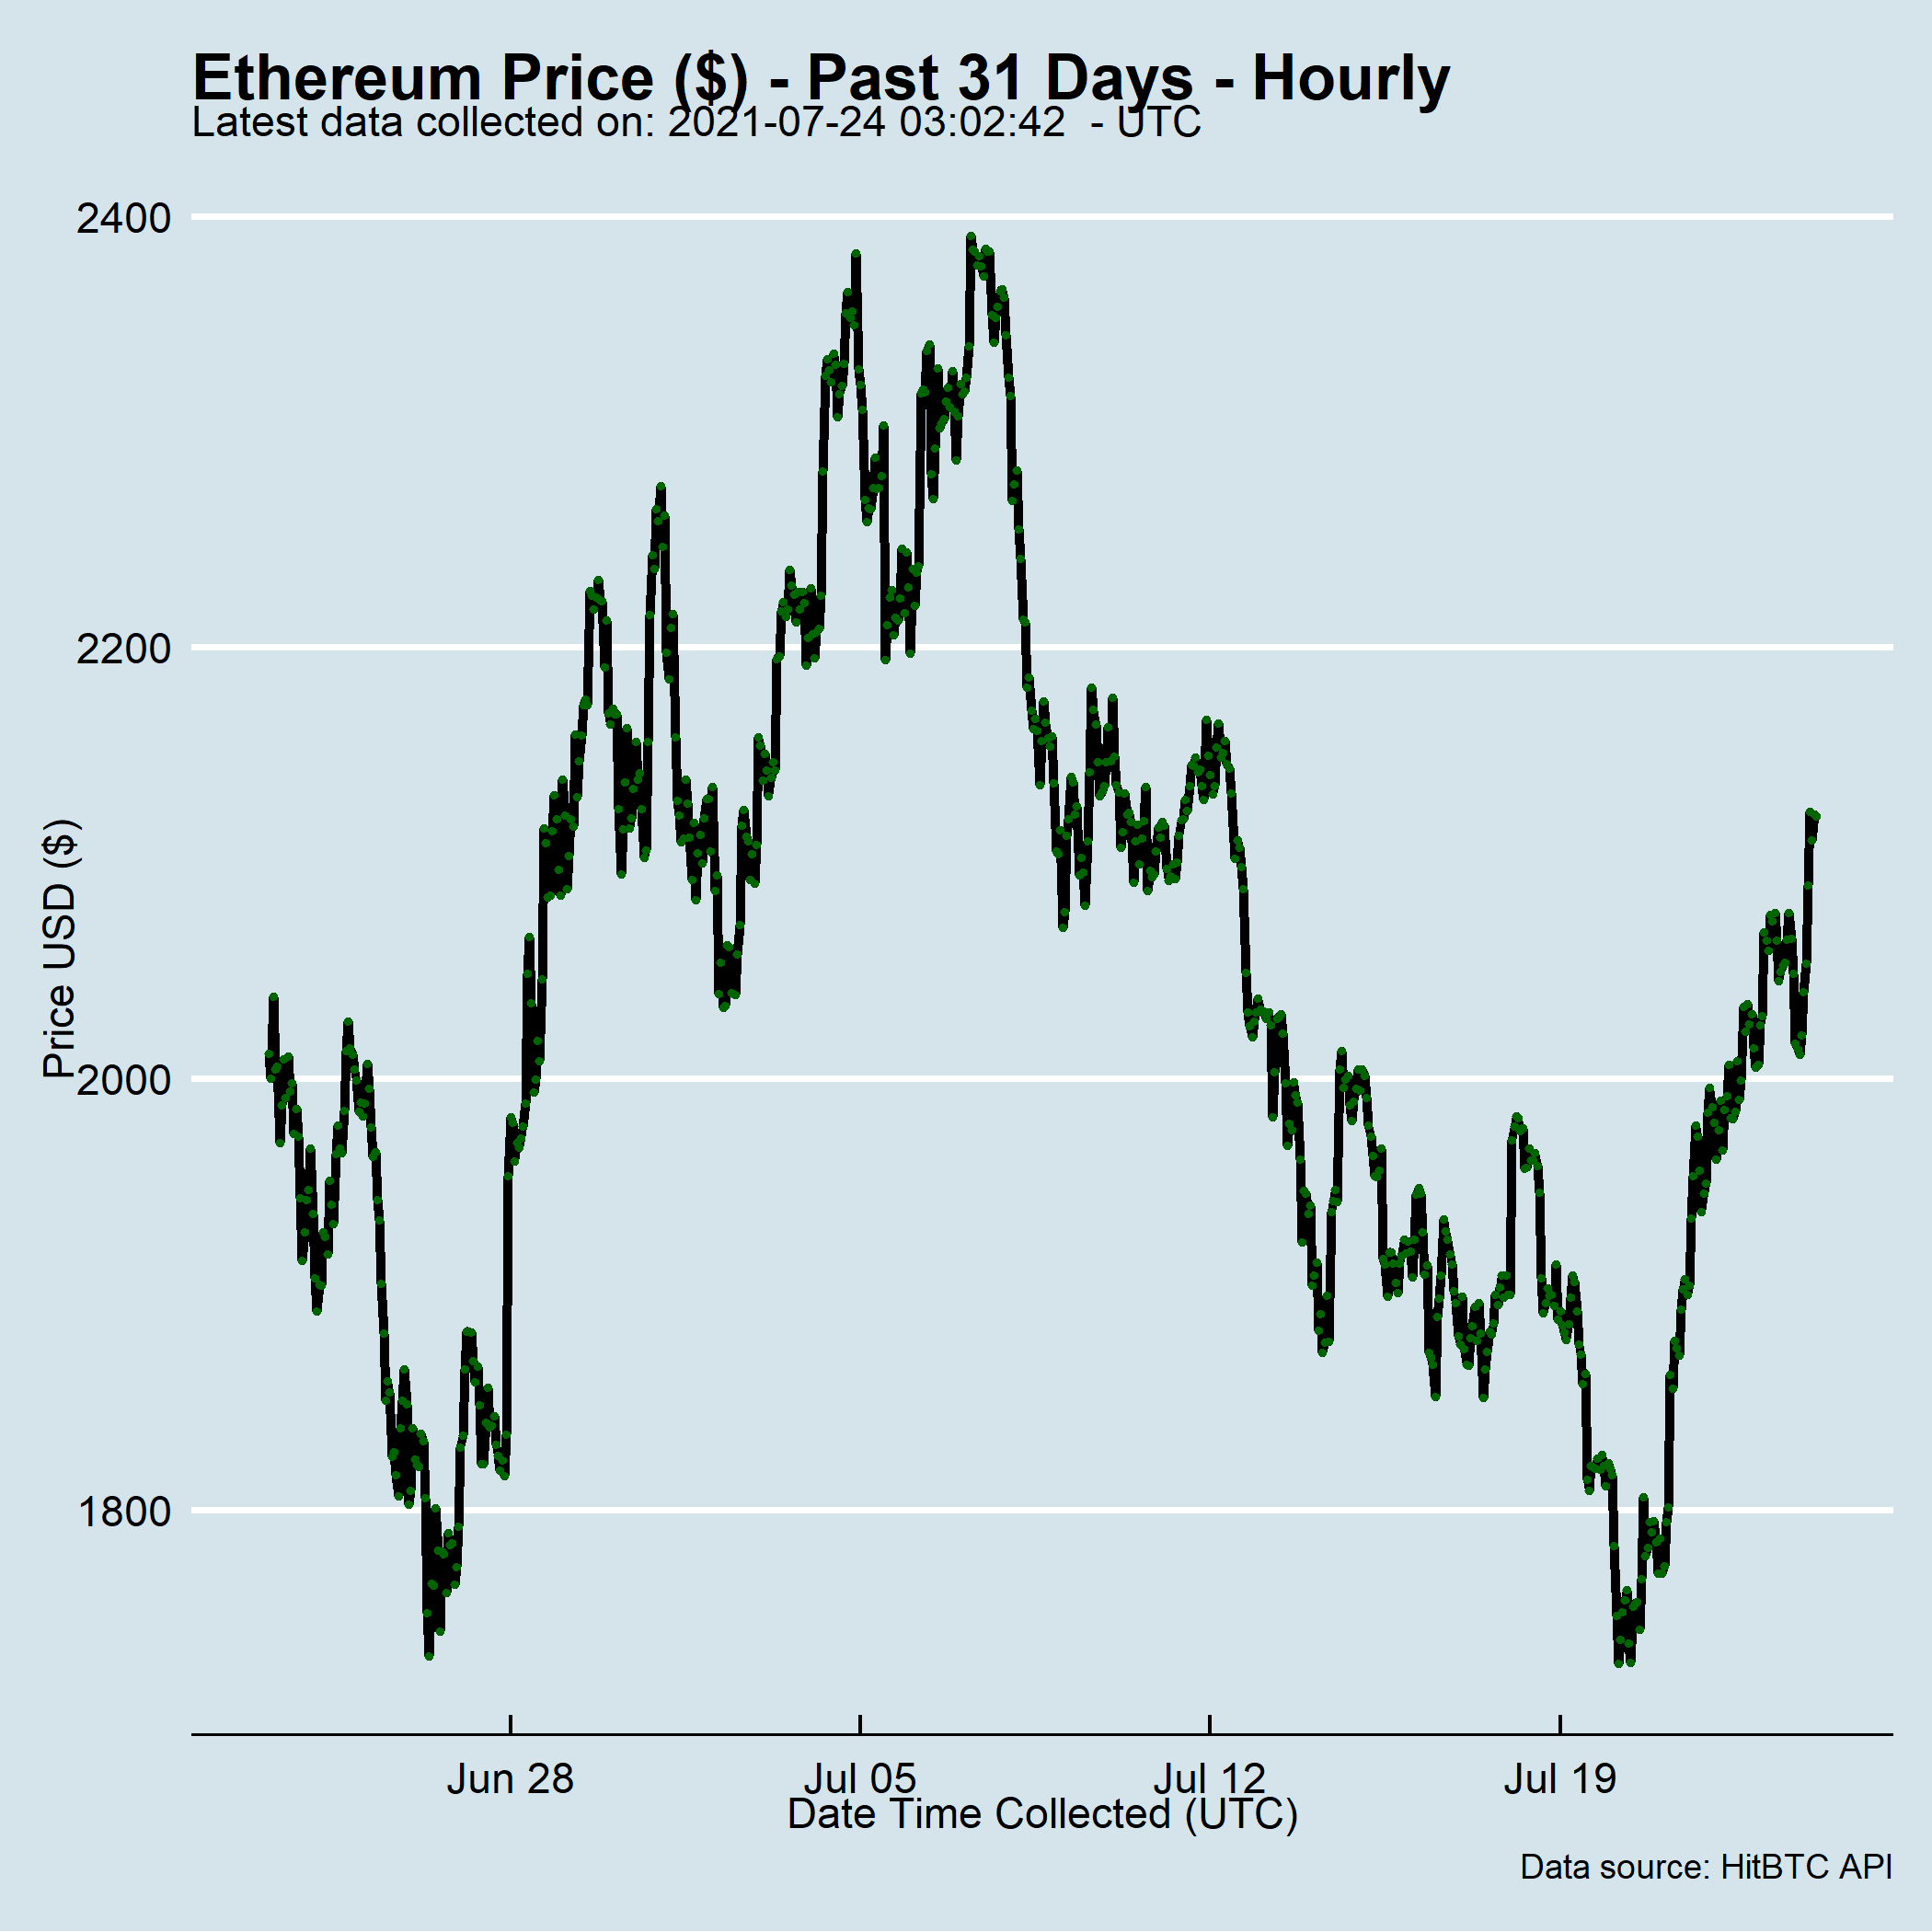 Ethereum Price ($) - Past 31 Days - Hourly
Latest data collected on: 2021-07-24 03:02:42  - UTC
2400
2200
2000
1800
Price USD ($)
Jun 28
Jul 05
Jul 12
Jul 19
Date Time Collected (UTC)
Data source: HitBTC API